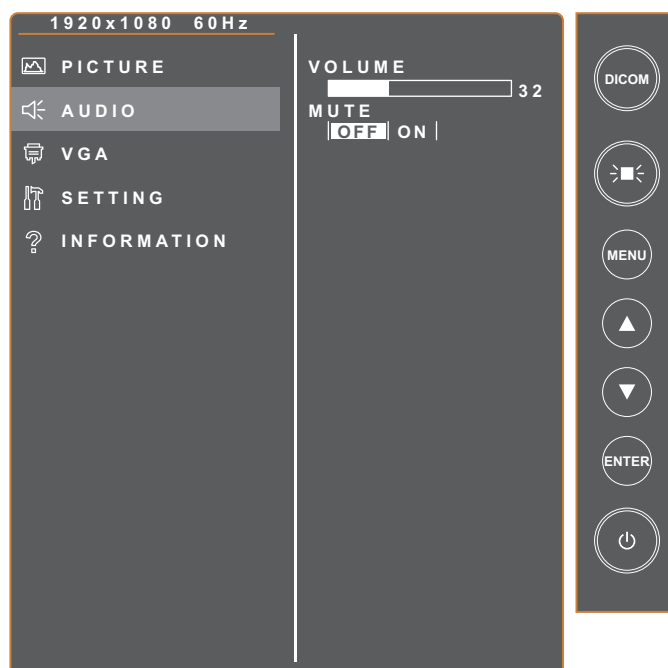 1920x1080 60Hz
PICTURE
AUDIO
VGA
SETTING
INFORMATION
VOLUME
32
MUTE
OFF ON
DICOM
MENU
ENTER